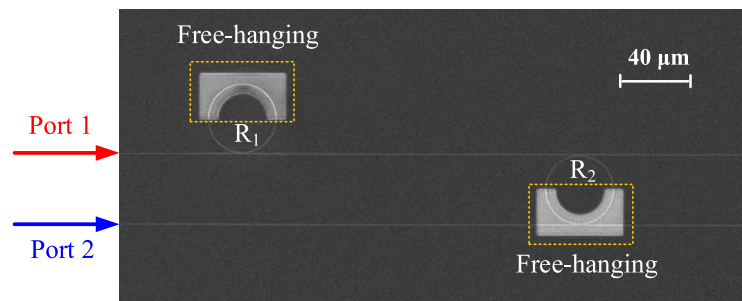 Free-hanging
40 μm
Port 1
R1
R2
Port 2
Free-hanging